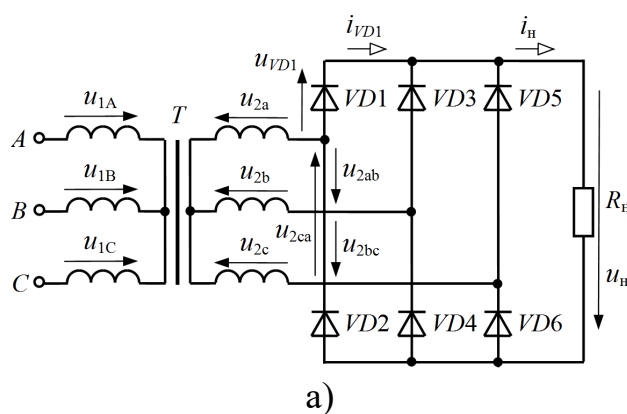 i_VD1
i_н
u_VD1
u_1A
T
u_2a
VD1
VD3
VD5
A
u_1B
u_2b
u_2ab
B
R_н
u_1C
u_2c
u_2ca
u_2bc
C
u_н
VD2
VD4
VD6
а)